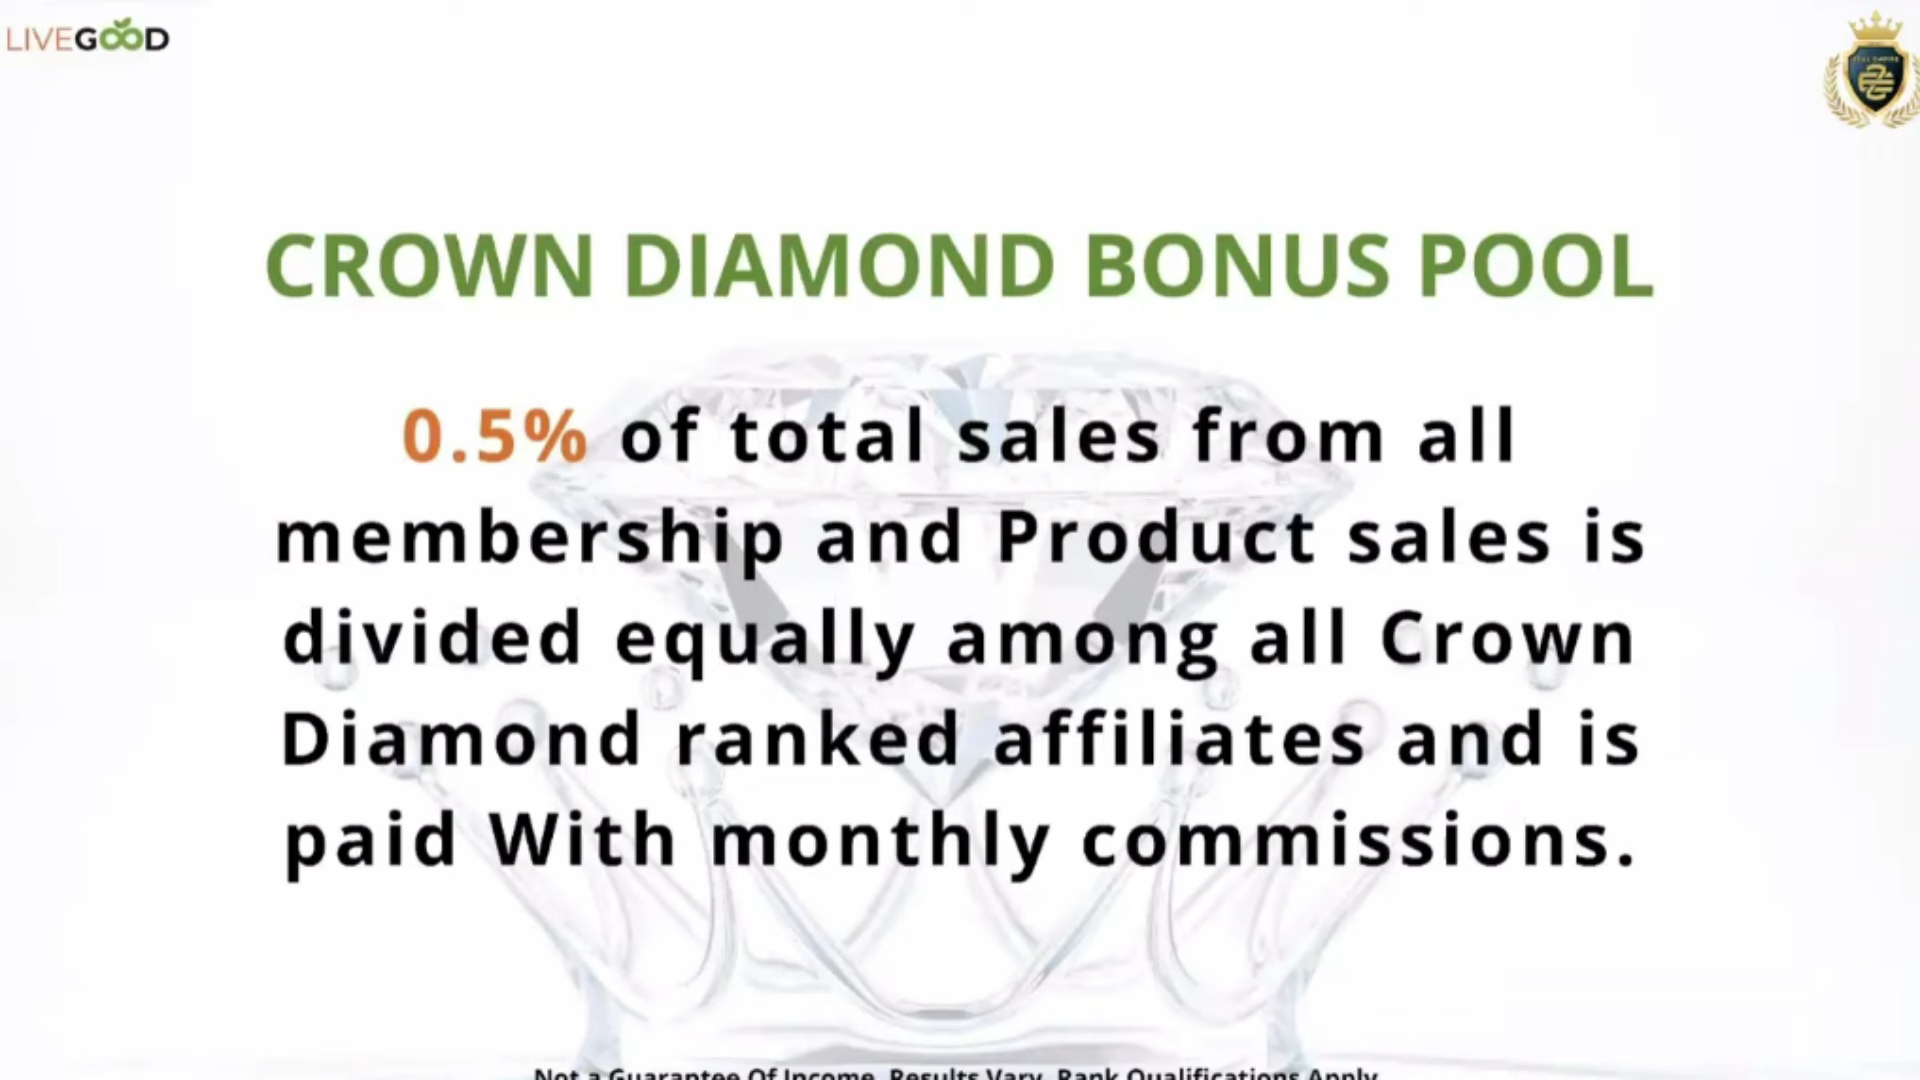 LIVEGOOD
CROWN DIAMOND BONUS POOL
0.5% of total sales from all
membership and Product sales is
divided equally among all Crown
Diamond ranked affiliates and is
paid With monthly commissions.
Not a Guarantee Of Income. Results Vary. Rank Qualifications Apply